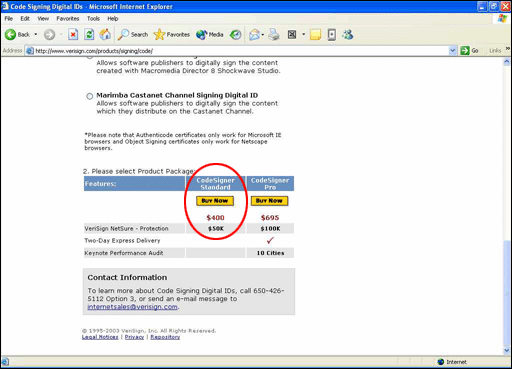 Code Signing Digital IDs - Microsoft Internet Explorer
File Edit View Favorites Tools Help
Back Search Favorites Media
Address http://www.verisign.com/products/signing/code/ Go Links »
Allows software publishers to digitally sign the content
created with Macromedia Director 8 Shockwave Studio.
Marimba Castanet Channel Signing Digital ID
Allows software publishers to digitally sign the content
which they distribute on the Castanet Channel.
*Please note that Authenticode certificates only work for Microsoft IE
browsers and Object Signing certificates only work for Netscape
browsers.
2. Please select Product Package:
Features: CodeSigner Standard CodeSigner Pro
Buy Now Buy Now
$400 $695
VeriSign NetSure - Protection $50K $100K
Two-Day Express Delivery
Keynote Performance Audit 10 Cities
Contact Information
To learn more about Code Signing Digital IDs, call 650-426-
5112 Option 3, or send an e-mail message to
internetsales@verisign.com.
© 1995-2003 VeriSign, Inc. All Rights Reserved.
Legal Notices | Privacy | Repository
Internet